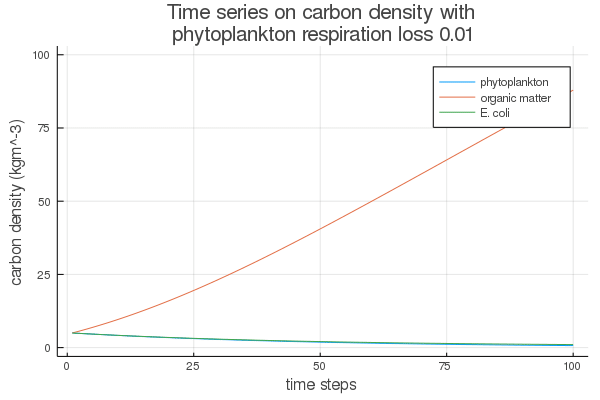 Time series on carbon density with
phytoplankton respiration loss 0.01
100
75
50
25
0
carbon density (kgm^-3)
phytoplankton
organic matter
E. coli
0
25
50
75
100
time steps